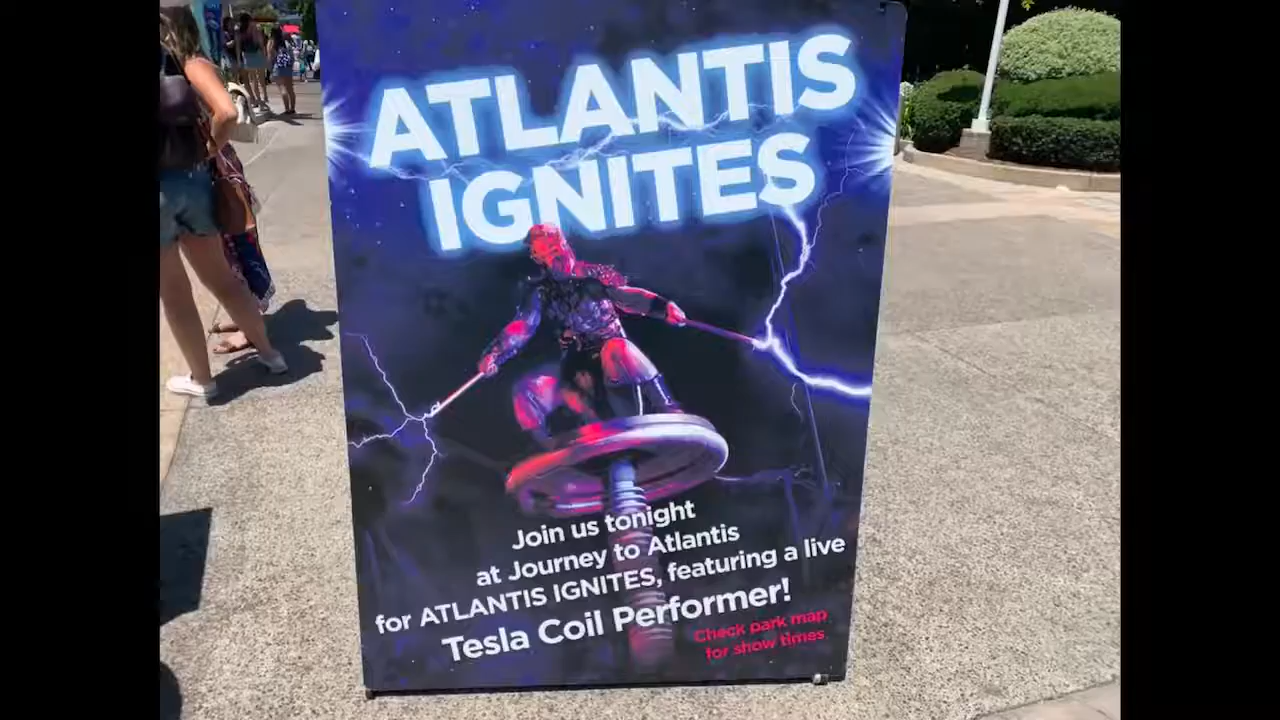 ATLANTIS
IGNITES
Join us tonight
at Journey to Atlantis
for ATLANTIS IGNITES, featuring a live
Tesla Coil Performer!
Check park map
for show times